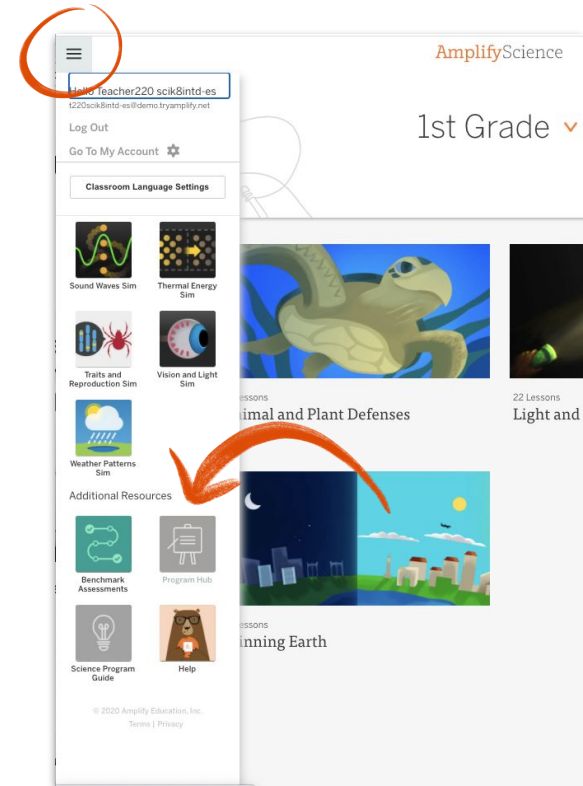 AmplifyScience
1st Grade
Hello Teacher220 scik8intd-es
t220scik8intd-es@demo.tryamplify.net
Log Out
Go To My Account
Classroom Language Settings
Sound Waves Sim
Thermal Energy
Sim
Traits and
Reproduction Sim
Vision and Light
Sim
Weather Patterns
Sim
Additional Resources
Benchmark
Assessments
Program Hub
Science Program
Guide
Help
© 2020 Amplify Education, Inc.
Terms | Privacy
essons
imal and Plant Defenses
22 Lessons
Light and
essons
inning Earth